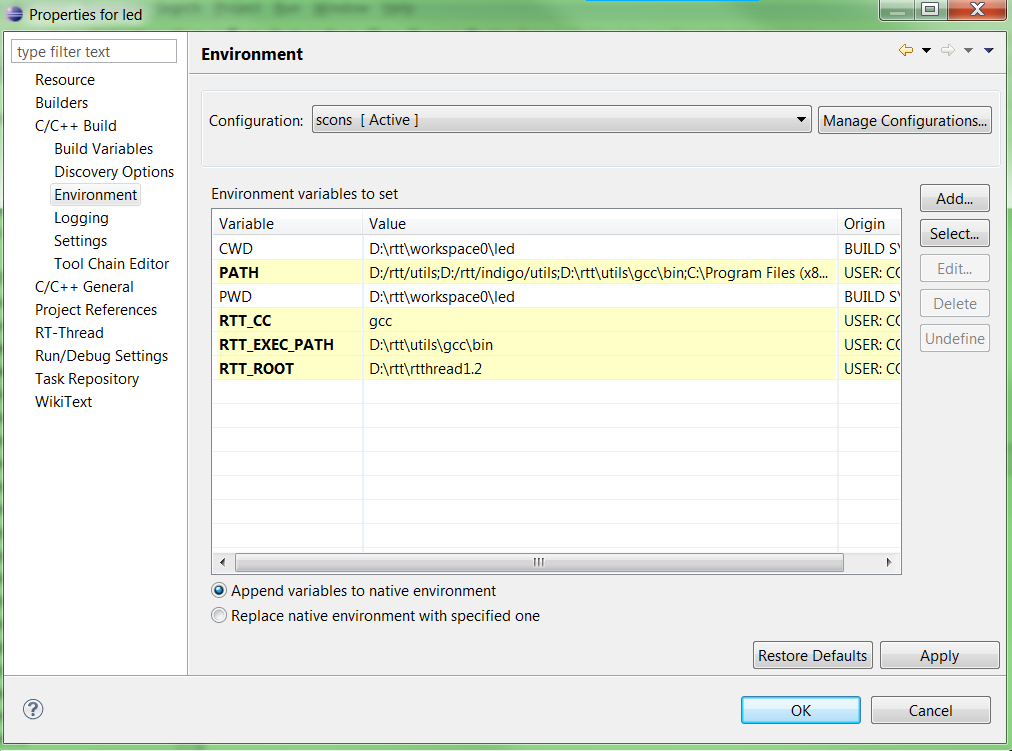 Properties for led
type filter text
Environment
Resource
Builders
C/C++ Build
Build Variables
Discovery Options
Environment
Logging
Settings
Tool Chain Editor
C/C++ General
Project References
RT-Thread
Run/Debug Settings
Task Repository
WikiText
Configuration: scons [ Active ] Manage Configurations...
Environment variables to set
Variable Value Origin
CWD D:\rtt\workspace0\led BUILD SY
PATH D:/rtt/utils;D:/rtt/indigo/utils;D:\rtt\utils\gcc\bin;C:\Program Files (x8... USER: CO
PWD D:\rtt\workspace0\led BUILD SY
RTT_CC gcc USER: CO
RTT_EXEC_PATH D:\rtt\utils\gcc\bin USER: CO
RTT_ROOT D:\rtt\rtthread1.2 USER: CO
Add...
Select...
Edit...
Delete
Undefine
Append variables to native environment
Replace native environment with specified one
Restore Defaults Apply
OK Cancel